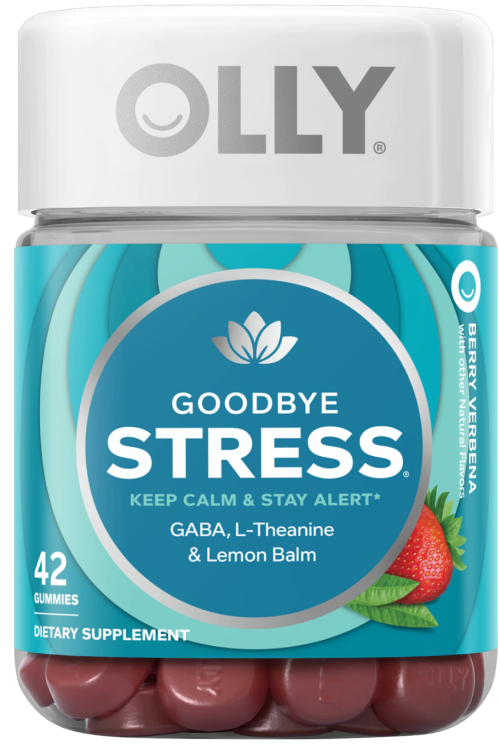 OLLY®
GOODBYE
STRESS®
KEEP CALM & STAY ALERT*
GABA, L-Theanine
& Lemon Balm
42
GUMMIES
DIETARY SUPPLEMENT
BERRY VERBENA
with other Natural Flavors
OLLY